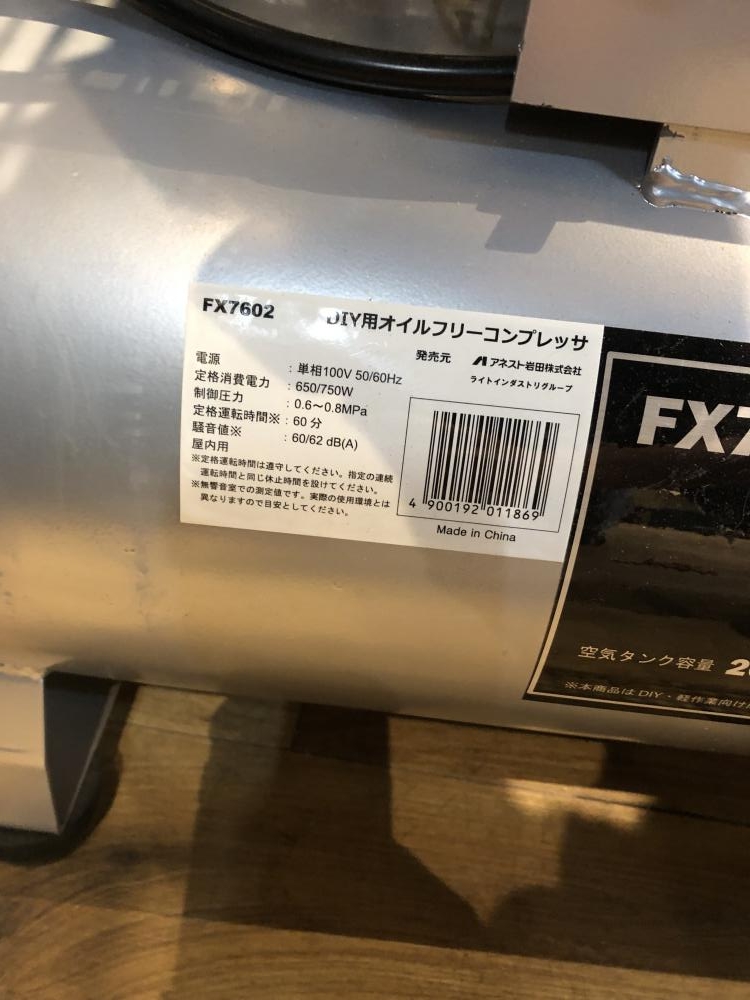 FX7602
DIY用オイルフリーコンプレッサ
発売元 アネスト岩田株式会社
ライトインダストリグループ
電源 : 単相100V 50/60Hz
定格消費電力 : 650/750W
制御圧力 : 0.6～0.8MPa
定格運転時間※ : 60分
騒音値※ : 60/62 dB(A)
屋内用
※定格運転時間は遵守してください。指定の連続
運転時間と同じ休止時間を設けてください。
※無響音室での測定値です。実際の使用環境とは
異なりますので目安としてください。
4 900192 011869
Made in China
FX7
空気タンク容量 2
※本商品はDIY・軽作業向け